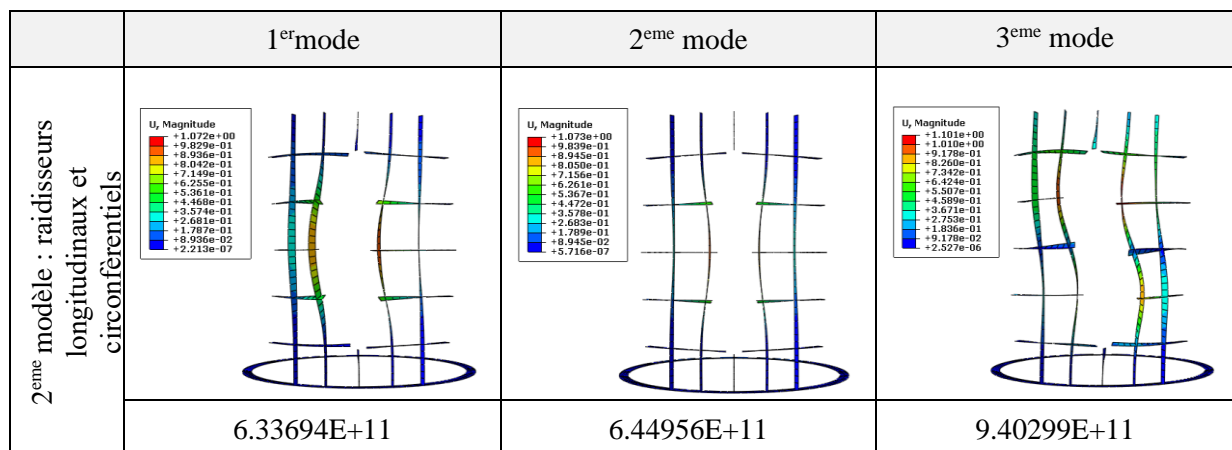 1er mode
2eme mode
3eme mode
2eme modèle : raidisseurs
longitudinaux et
circonfèrentiels
U, Magnitude
+1.072e+00
+9.829e-01
+8.936e-01
+8.042e-01
+7.149e-01
+6.255e-01
+5.361e-01
+4.468e-01
+3.574e-01
+2.681e-01
+1.787e-01
+8.936e-02
+2.213e-07
U, Magnitude
+1.073e+00
+9.839e-01
+8.945e-01
+8.050e-01
+7.156e-01
+6.261e-01
+5.367e-01
+4.472e-01
+3.578e-01
+2.683e-01
+1.789e-01
+8.945e-02
+5.716e-07
U, Magnitude
+1.101e+00
+1.010e+00
+9.178e-01
+8.260e-01
+7.342e-01
+6.424e-01
+5.507e-01
+4.589e-01
+3.671e-01
+2.753e-01
+1.836e-01
+9.178e-02
+2.527e-06
6.33694E+11
6.44956E+11
9.40299E+11